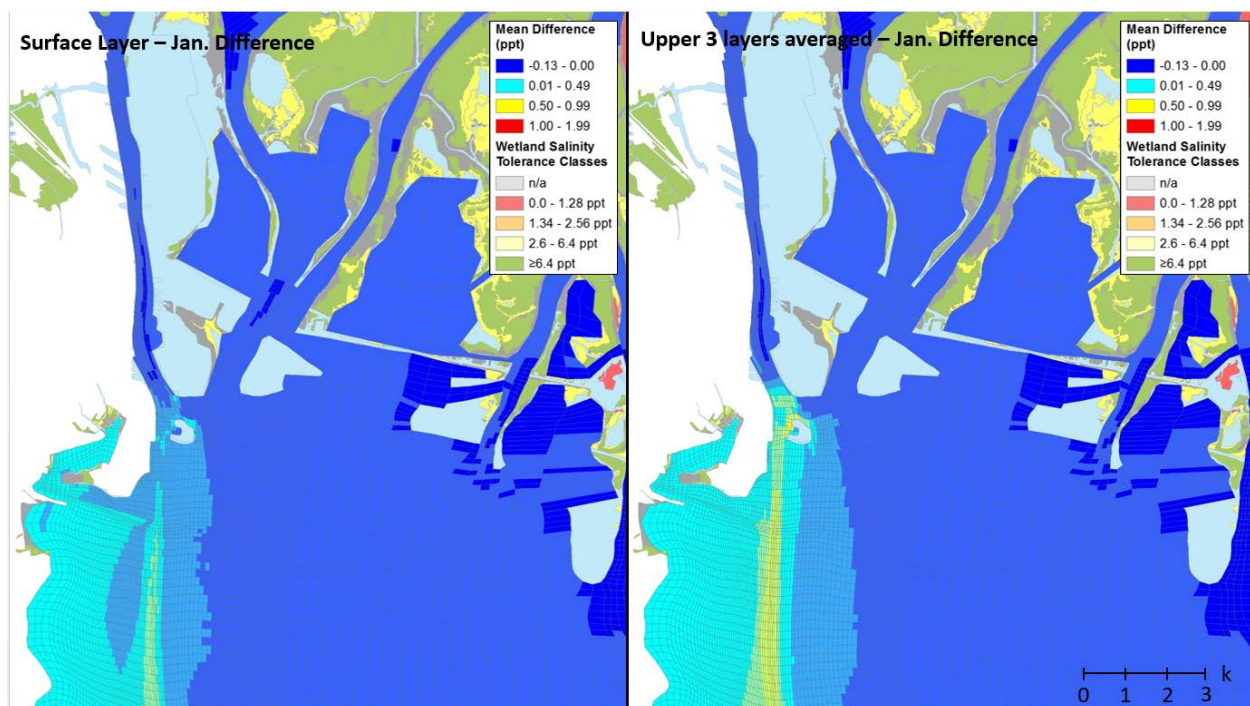 Surface Layer – Jan. Difference
Mean Difference
(ppt)
-0.13 - 0.00
0.01 - 0.49
0.50 - 0.99
1.00 - 1.99
Wetland Salinity
Tolerance Classes
n/a
0.0 - 1.28 ppt
1.34 - 2.56 ppt
2.6 - 6.4 ppt
≥6.4 ppt
Upper 3 layers averaged – Jan. Difference
Mean Difference
(ppt)
-0.13 - 0.00
0.01 - 0.49
0.50 - 0.99
1.00 - 1.99
Wetland Salinity
Tolerance Classes
n/a
0.0 - 1.28 ppt
1.34 - 2.56 ppt
2.6 - 6.4 ppt
≥6.4 ppt
k
0 1 2 3